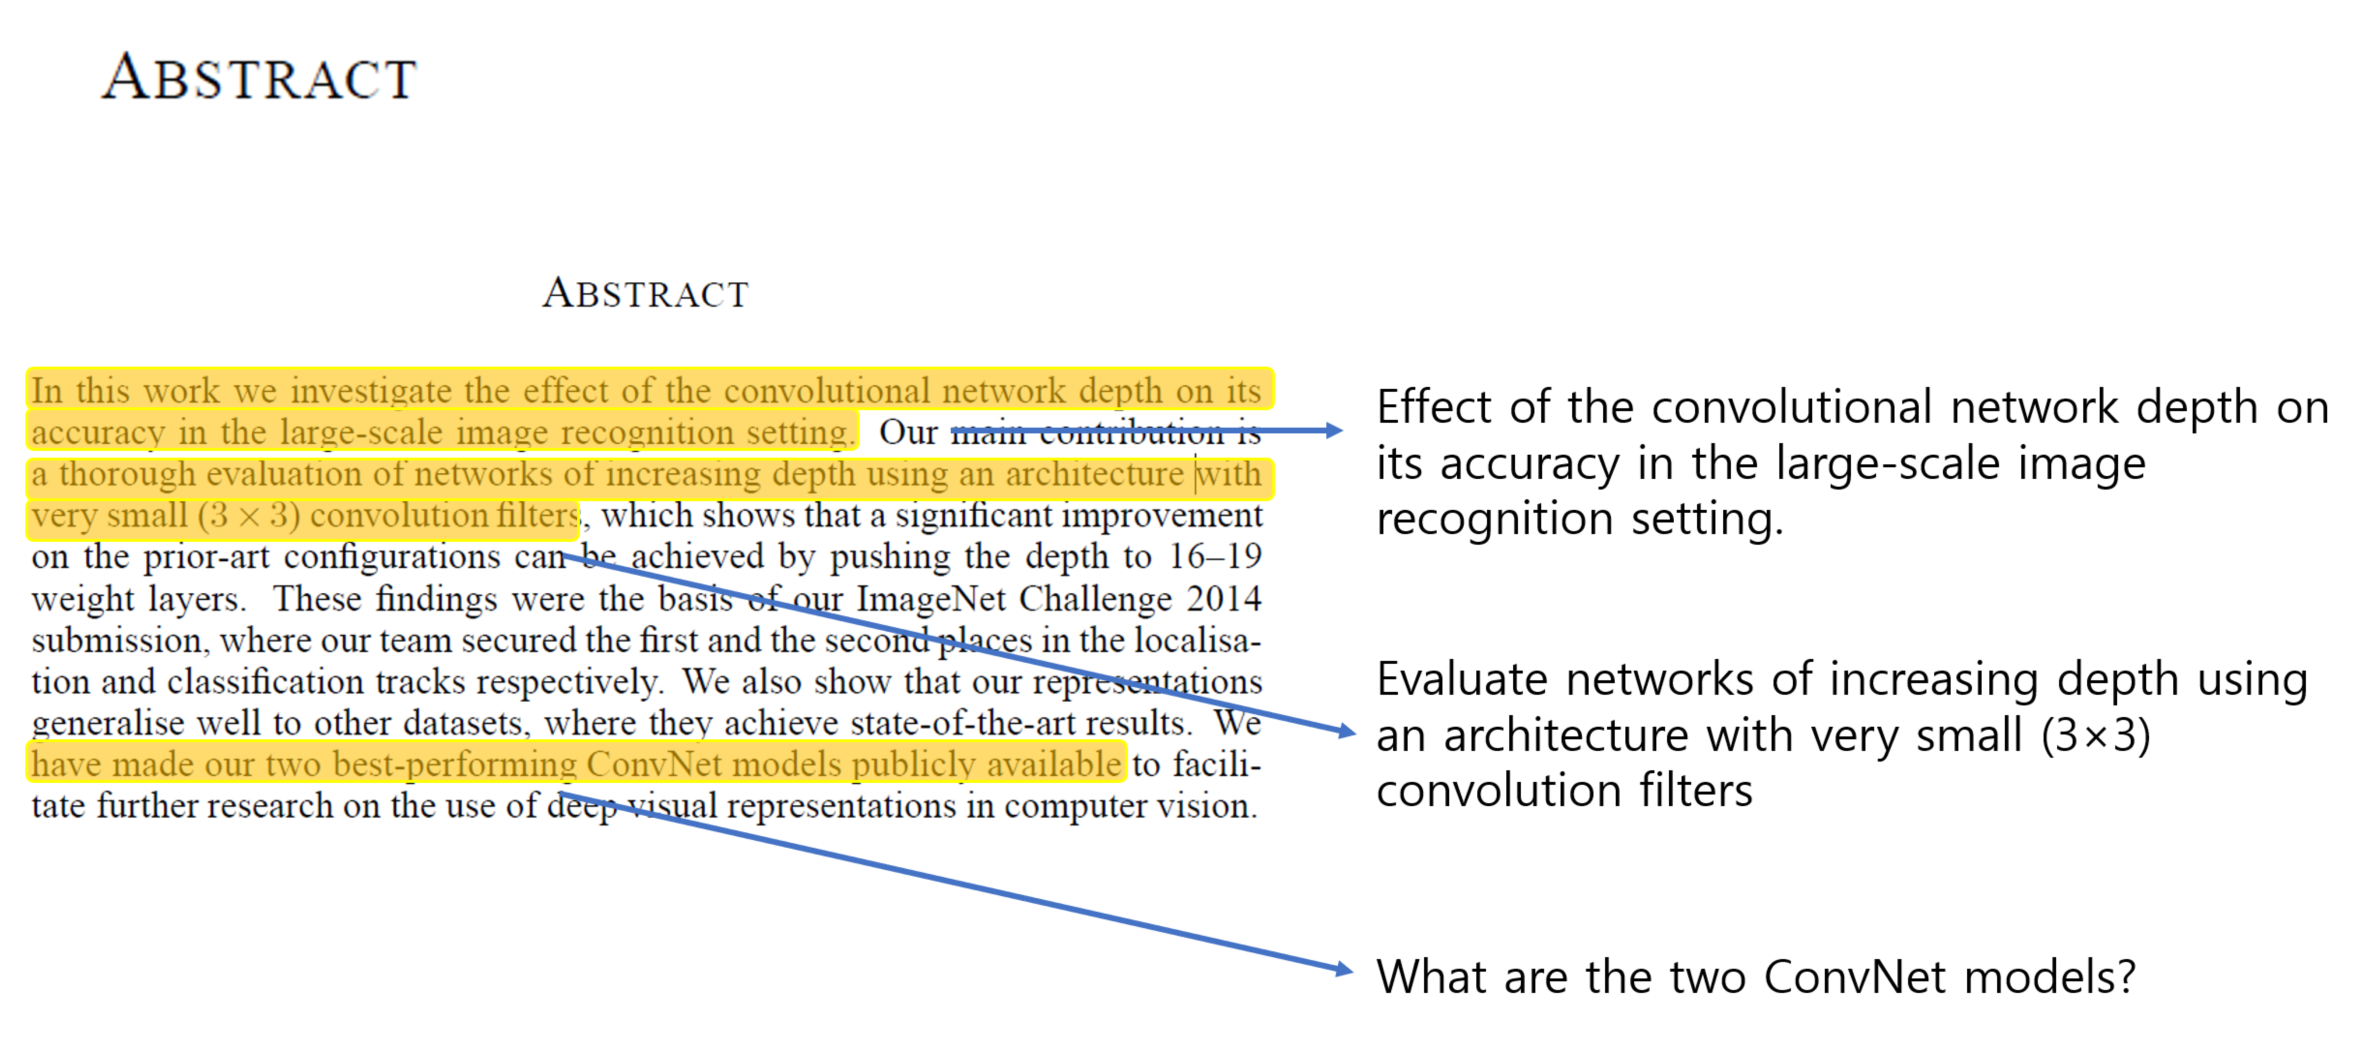 ABSTRACT
ABSTRACT
In this work we investigate the effect of the convolutional network depth on its
accuracy in the large-scale image recognition setting. Our main contribution is
a thorough evaluation of networks of increasing depth using an architecture with
very small (3 × 3) convolution filters, which shows that a significant improvement
on the prior-art configurations can be achieved by pushing the depth to 16–19
weight layers. These findings were the basis of our ImageNet Challenge 2014
submission, where our team secured the first and the second places in the localisa-
tion and classification tracks respectively. We also show that our representations
generalise well to other datasets, where they achieve state-of-the-art results. We
have made our two best-performing ConvNet models publicly available to facili-
tate further research on the use of deep visual representations in computer vision.
Effect of the convolutional network depth on
its accuracy in the large-scale image
recognition setting.
Evaluate networks of increasing depth using
an architecture with very small (3×3)
convolution filters
What are the two ConvNet models?